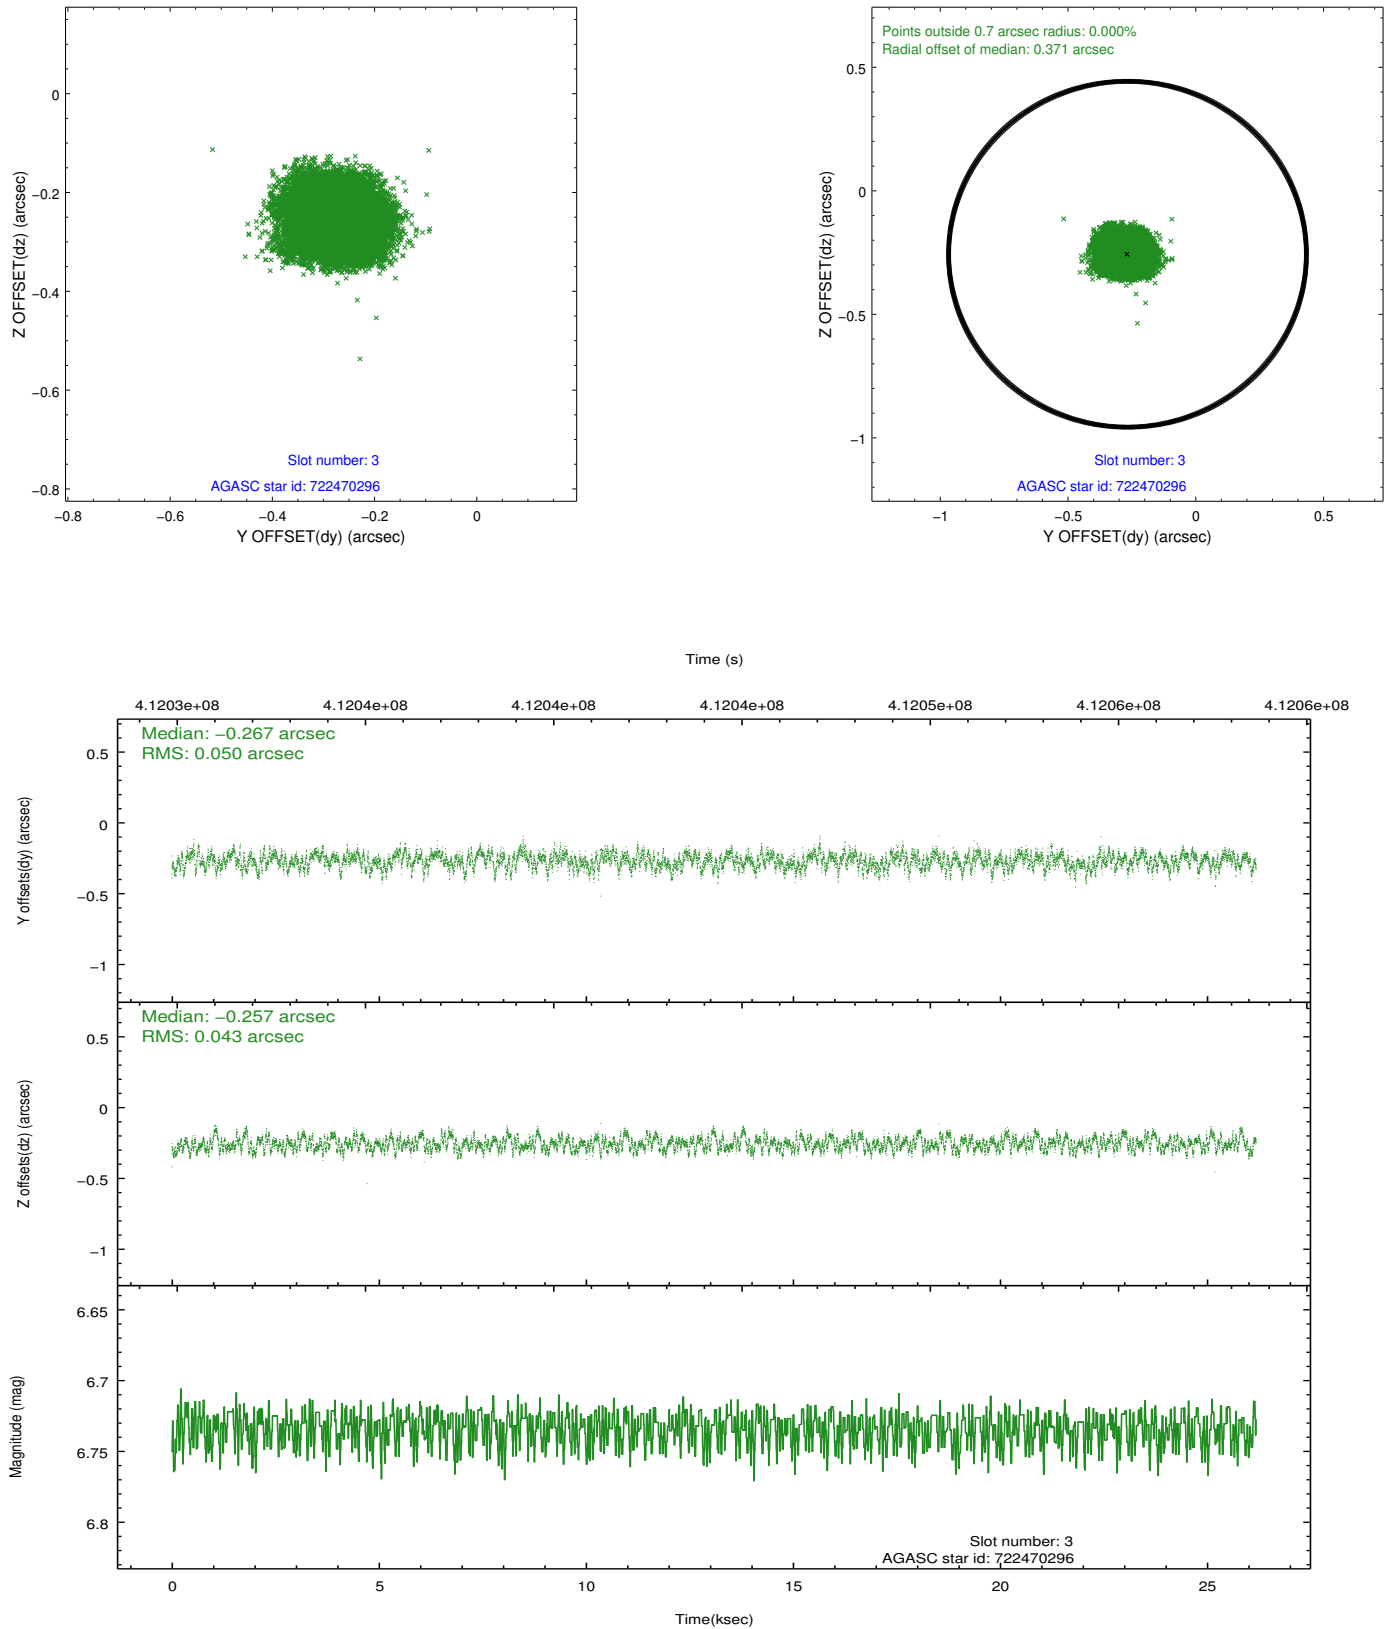 0
−0.2
−0.4
−0.6
−0.8
Z OFFSET(dz) (arcsec)
Slot number: 3
AGASC star id: 722470296
−0.8 −0.6 −0.4 −0.2 0
Y OFFSET(dy) (arcsec)
Points outside 0.7 arcsec radius: 0.000%
Radial offset of median: 0.371 arcsec
0.5
0
−0.5
−1
Z OFFSET(dz) (arcsec)
Slot number: 3
AGASC star id: 722470296
−1 −0.5 0 0.5
Y OFFSET(dy) (arcsec)
Time (s)
4.1203e+08 4.1204e+08 4.1204e+08 4.1204e+08 4.1205e+08 4.1206e+08 4.1206e+08
Median: −0.267 arcsec
RMS: 0.050 arcsec
0.5
0
−0.5
−1
Y offsets(dy) (arcsec)
Median: −0.257 arcsec
RMS: 0.043 arcsec
0.5
0
−0.5
−1
Z offsets(dz) (arcsec)
6.65
6.7
6.75
6.8
Magnitude (mag)
Slot number: 3
AGASC star id: 722470296
0 5 10 15 20 25
Time(ksec)